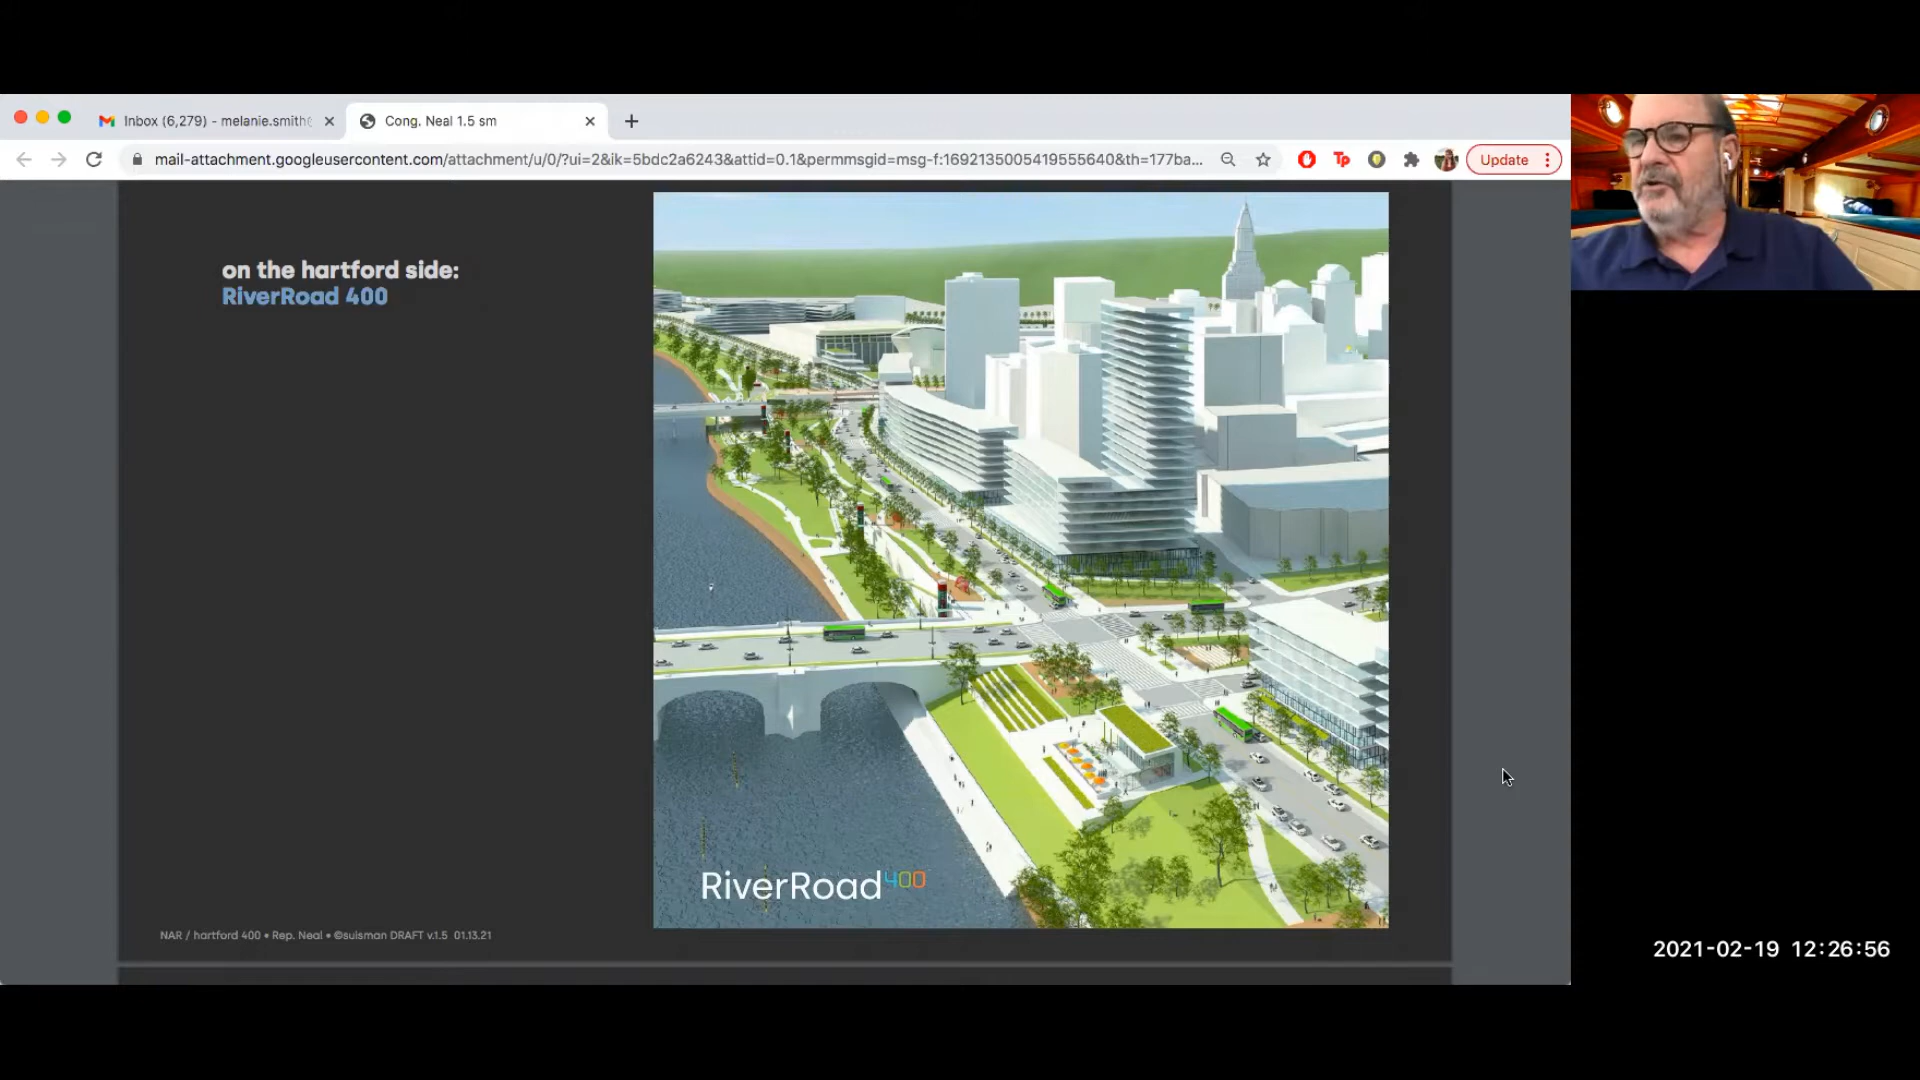 Inbox (6,279) - melanie.smith@
Cong. Neal 1.5 sm
mail-attachment.googleusercontent.com/attachment/u/0/?ui=2&ik=5bdc2a6243&attid=0.1&permmsgid=msg-f:1692135005419555640&th=177ba...
Tp
Update
on the hartford side:
RiverRoad 400
RiverRoad400
NAR / hartford 400 • Rep. Neal • ©suisman DRAFT v.1.5 01.13.21
2021-02-19 12:26:56